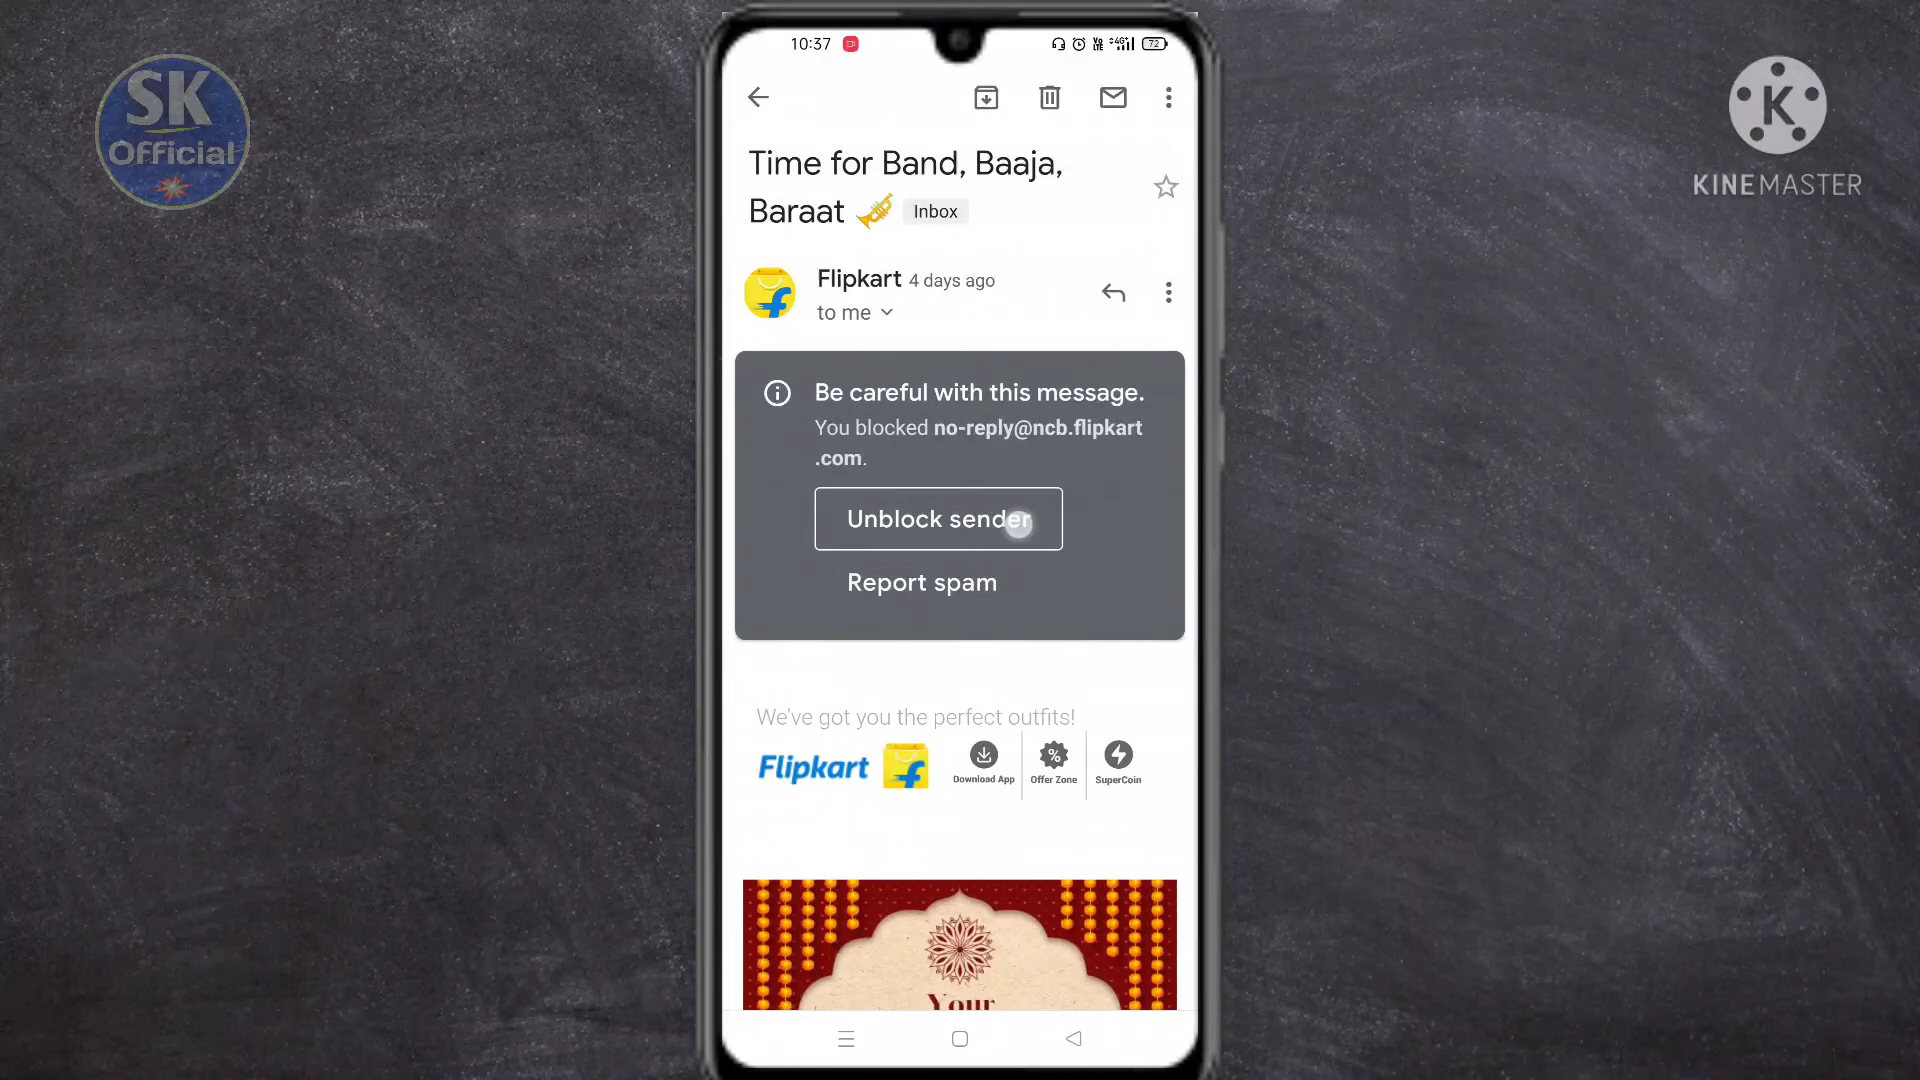 SK
Official
KINEMASTER
10:37
4G
72
Time for Band, Baaja,
Baraat
Inbox
Flipkart 4 days ago
to me
Be careful with this message.
You blocked no-reply@ncb.flipkart
.com.
Unblock sender
Report spam
We've got you the perfect outfits!
Flipkart
Download App
Offer Zone
SuperCoin
Your